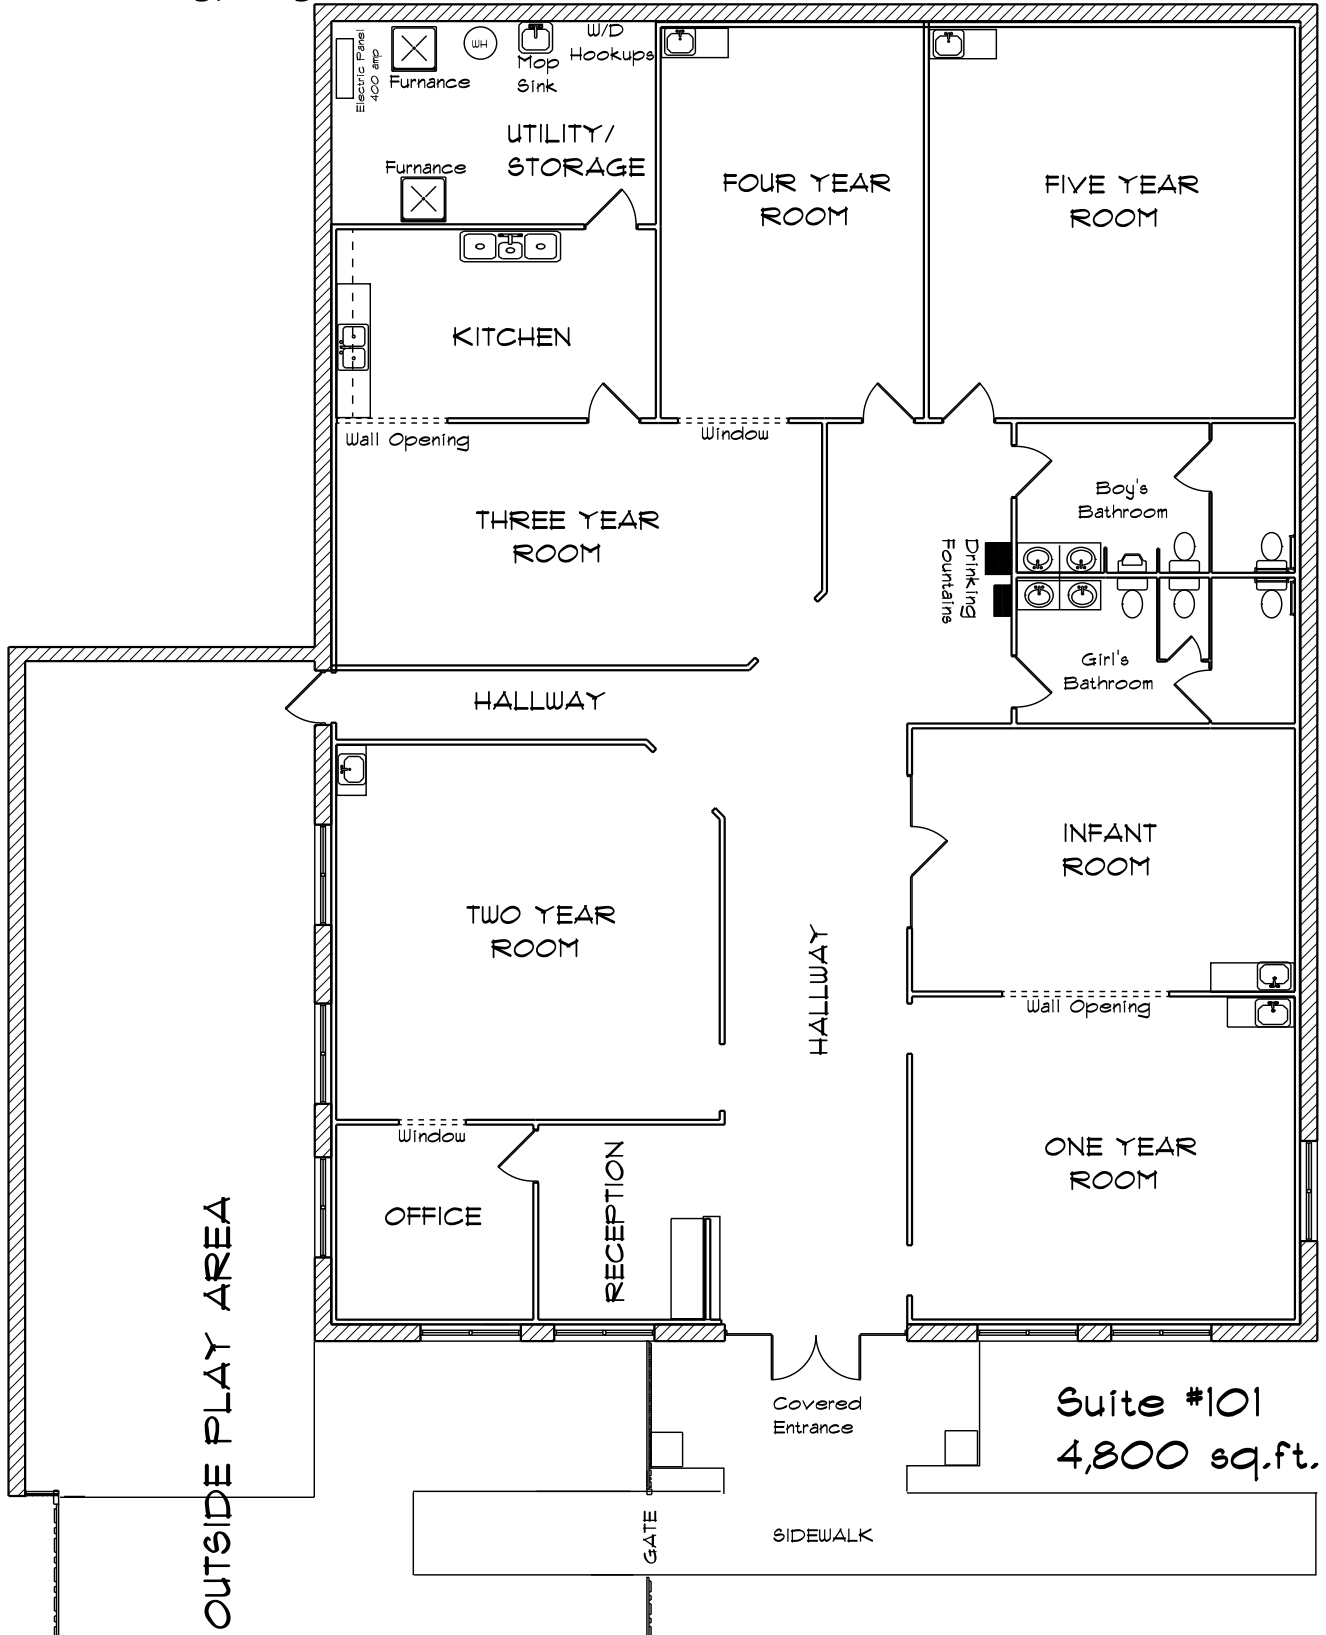 Electric Panel
400 amp
Furnance
WH
Mop
Sink
W/D
Hookups
UTILITY/
STORAGE
Furnance
FOUR YEAR
ROOM
FIVE YEAR
ROOM
KITCHEN
Wall Opening
Window
THREE YEAR
ROOM
Boy's
Bathroom
Drinking
Fountains
Girl's
Bathroom
HALLWAY
INFANT
ROOM
TWO YEAR
ROOM
HALLWAY
Wall Opening
Window
OFFICE
RECEPTION
ONE YEAR
ROOM
OUTSIDE PLAY AREA
Covered
Entrance
Suite #101
4,800 sq.ft.
GATE
SIDEWALK